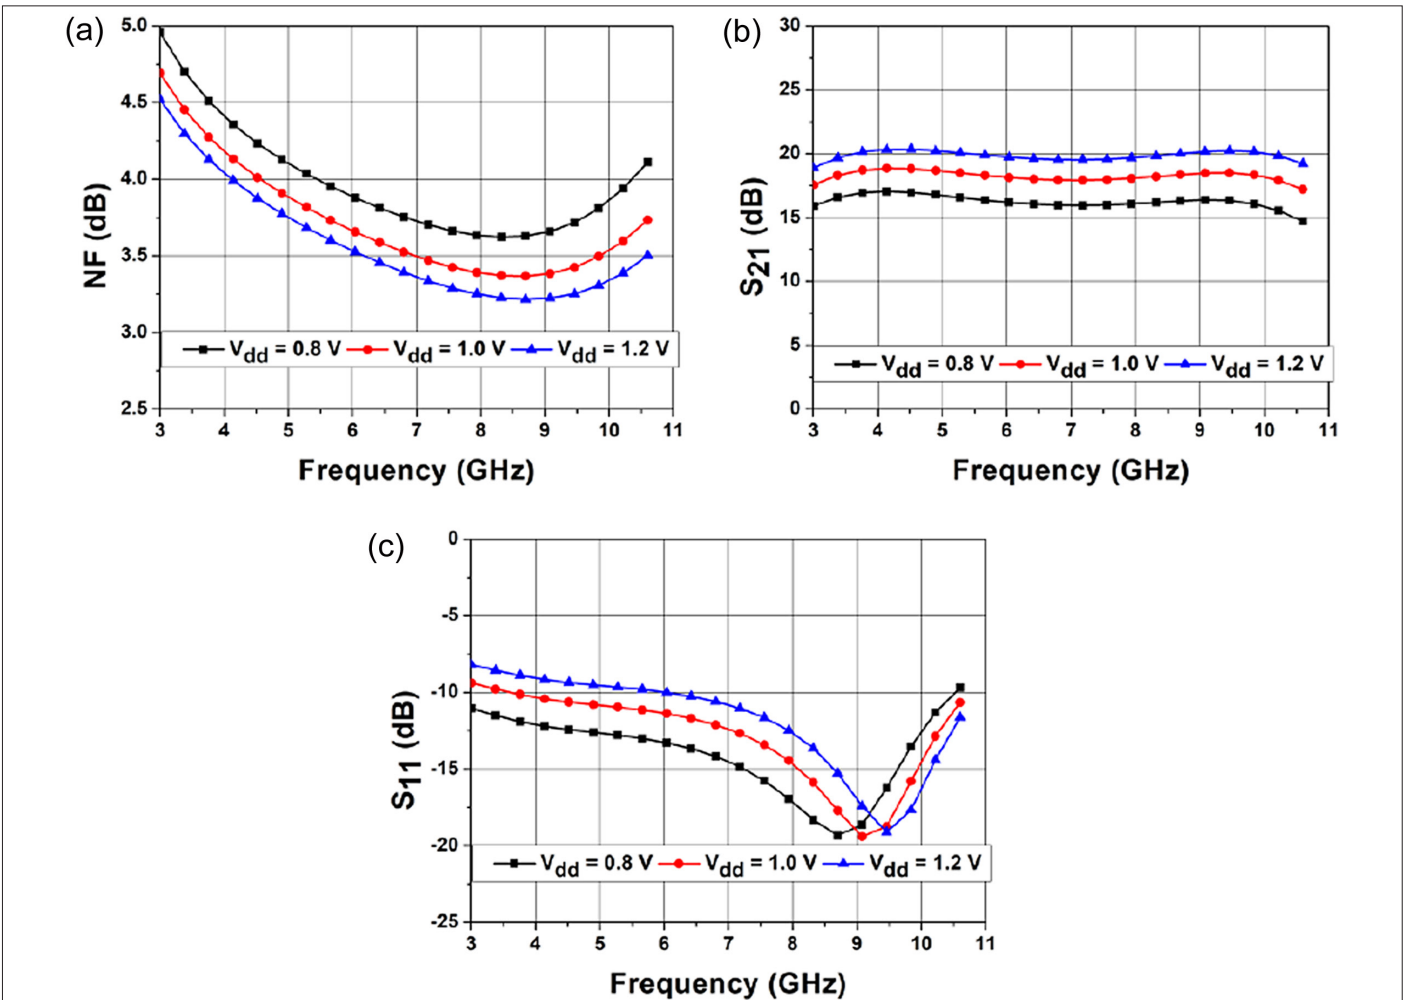 (a)
5.0
4.5
4.0
3.5
3.0
2.5
NF (dB)
Vdd = 0.8 V Vdd = 1.0 V Vdd = 1.2 V
3 4 5 6 7 8 9 10 11
Frequency (GHz)
(b)
30
25
20
15
10
5
0
S21 (dB)
Vdd = 0.8 V Vdd = 1.0 V Vdd = 1.2 V
3 4 5 6 7 8 9 10 11
Frequency (GHz)
(c)
0
-5
-10
-15
-20
-25
S11 (dB)
Vdd = 0.8 V Vdd = 1.0 V Vdd = 1.2 V
3 4 5 6 7 8 9 10 11
Frequency (GHz)